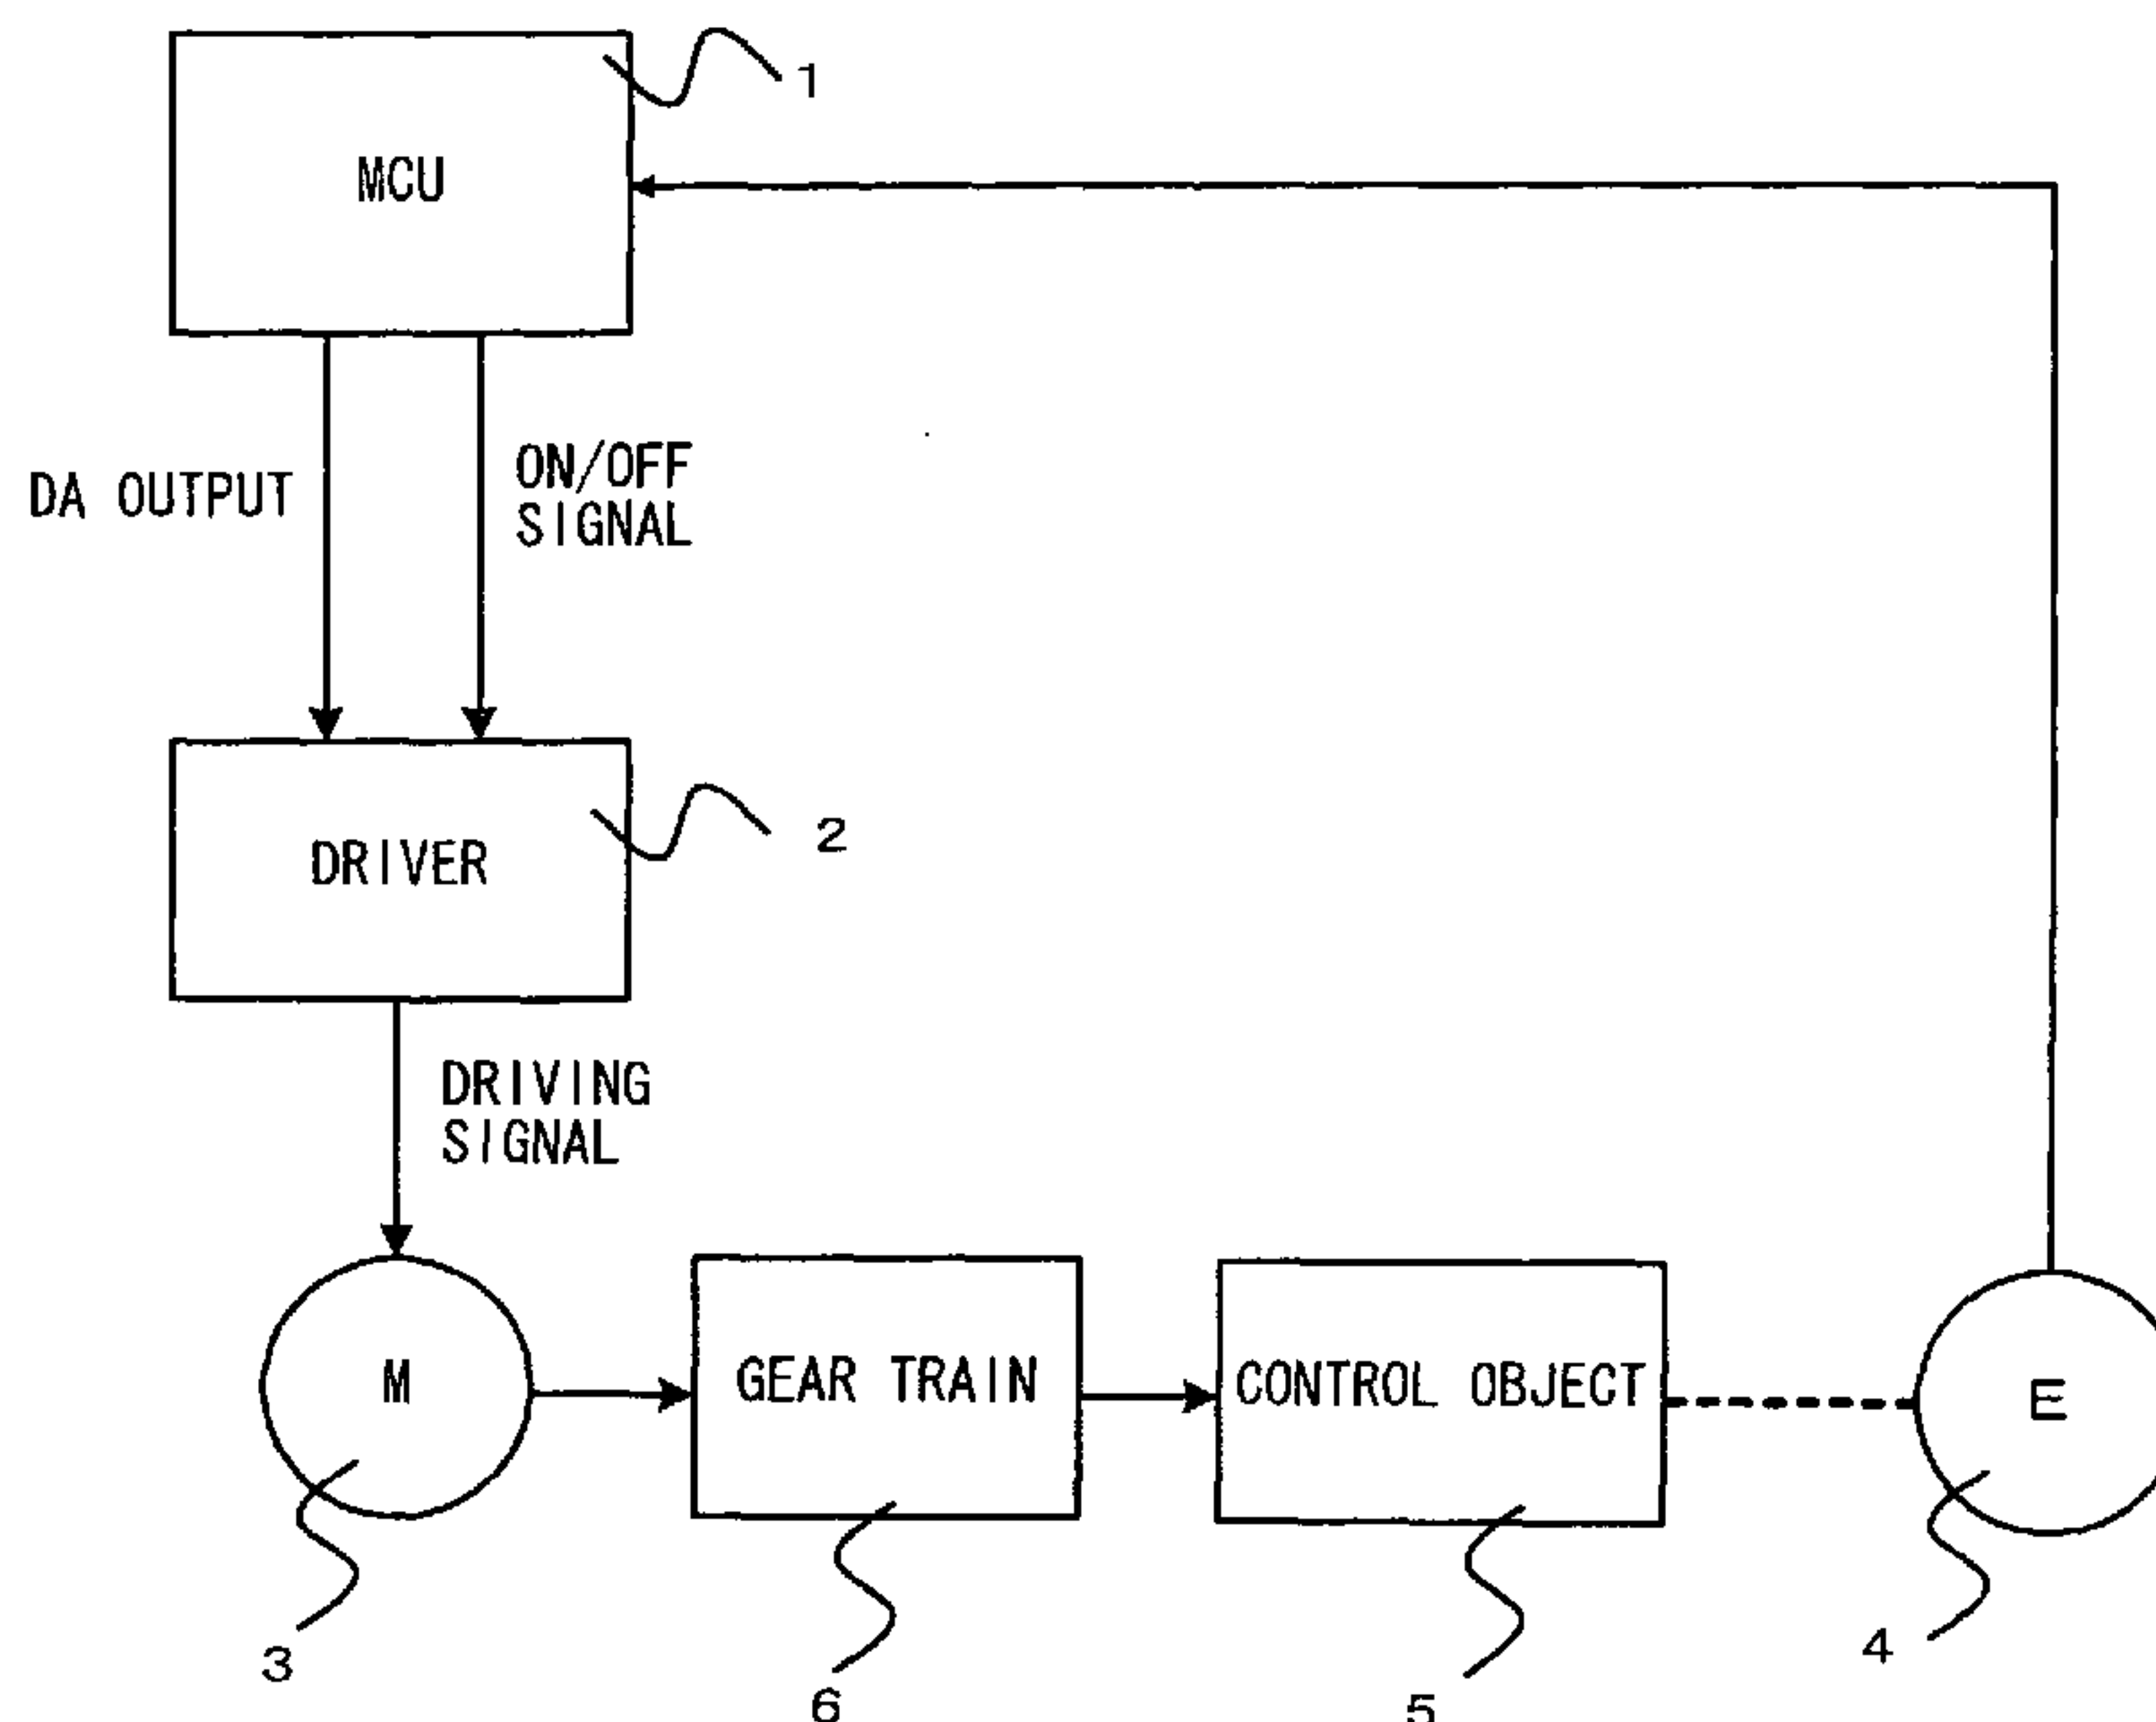 1
MCU
DA OUTPUT
ON/OFF
SIGNAL
2
DRIVER
DRIVING
SIGNAL
M
GEAR TRAIN
CONTROL OBJECT
E
3
6
5
4